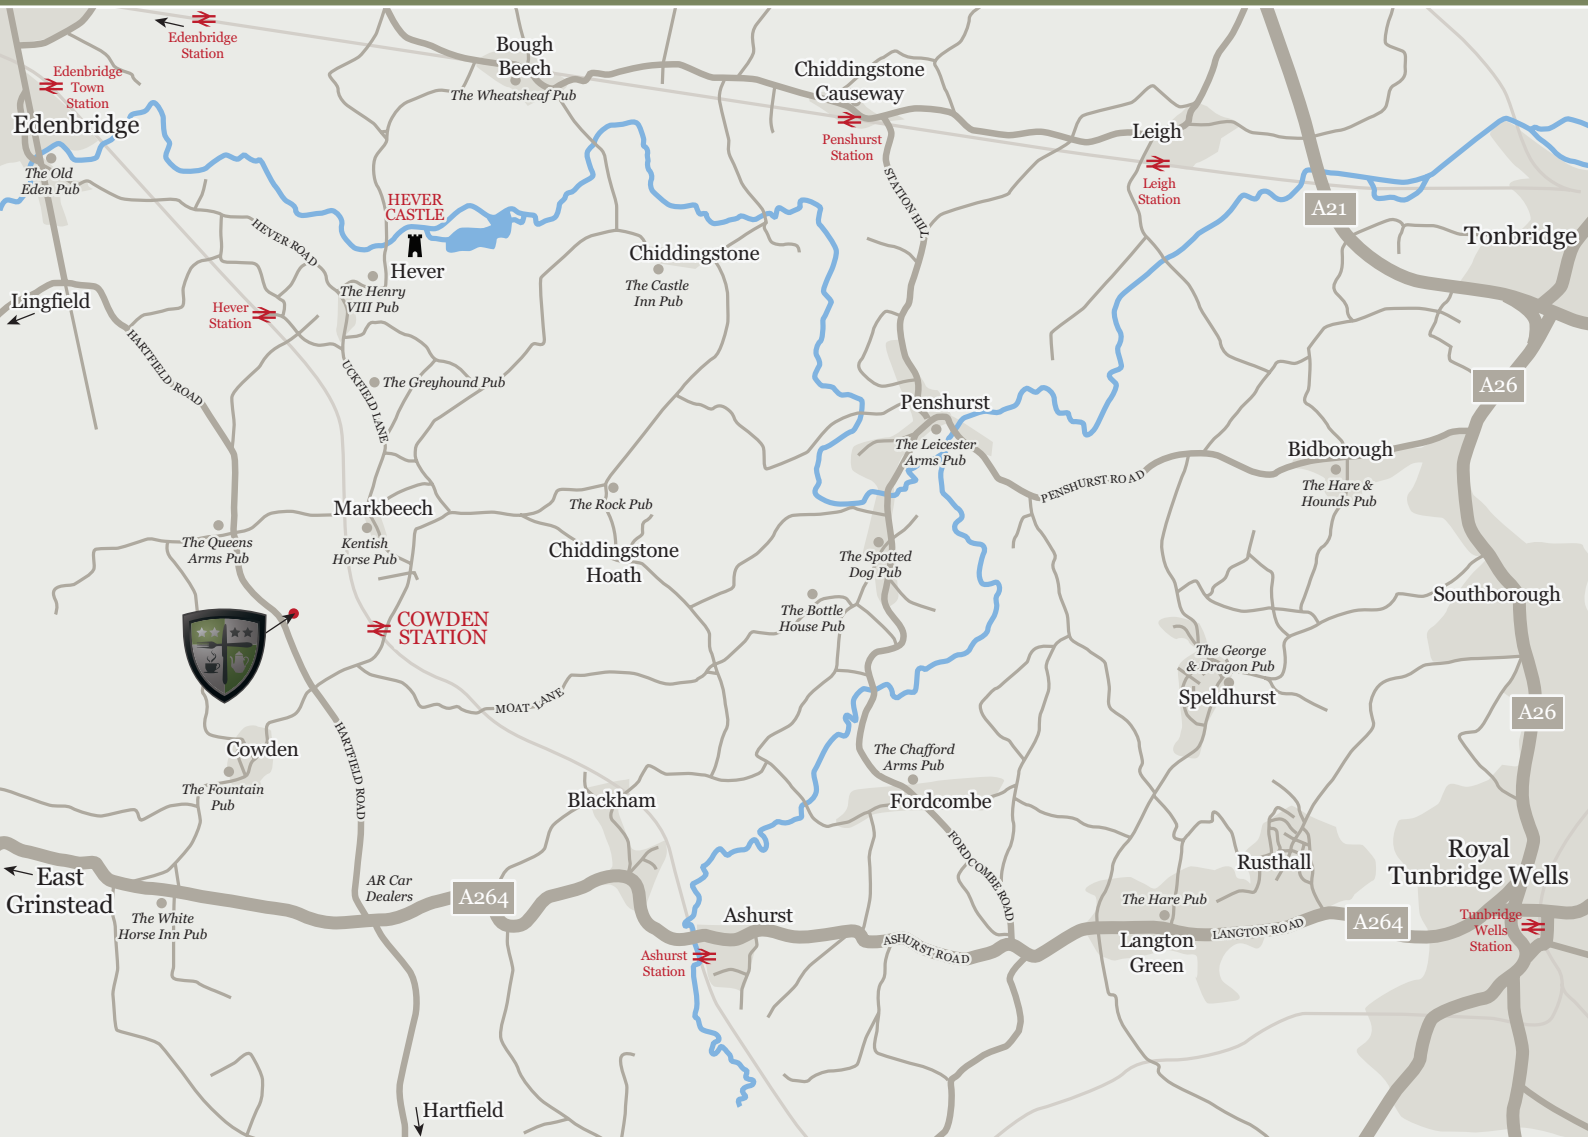 Edenbridge
Station
Edenbridge
Town
Station
Edenbridge
The Old
Eden Pub
Bough
Beech
The Wheatsheaf Pub
Chiddingstone
Causeway
Penshurst
Station
STATION HILL
Leigh
Leigh
Station
A21
Tonbridge
HEVER
CASTLE
Hever
HEVER ROAD
The Henry
VIII Pub
Hever
Station
Lingfield
HARTFIELD ROAD
Chiddingstone
The Castle
Inn Pub
UCKFIELD LANE
The Greyhound Pub
Penshurst
The Leicester
Arms Pub
PENSHURST ROAD
A26
Bidborough
The Hare &
Hounds Pub
Markbeech
Kentish
Horse Pub
The Queens
Arms Pub
The Rock Pub
Chiddingstone
Hoath
The Spotted
Dog Pub
The Bottle
House Pub
Southborough
COWDEN
STATION
The George
& Dragon Pub
Speldhurst
MOAT LANE
A26
HARTFIELD ROAD
Cowden
The Fountain
Pub
The Chafford
Arms Pub
Fordcombe
FORDCOMBE ROAD
Blackham
Rusthall
Royal
Tunbridge Wells
East
Grinstead
AR Car
Dealers
A264
The White
Horse Inn Pub
Ashurst
Ashurst
Station
ASHURST ROAD
The Hare Pub
Langton
Green
LANGTON ROAD
A264
Tunbridge
Wells
Station
Hartfield